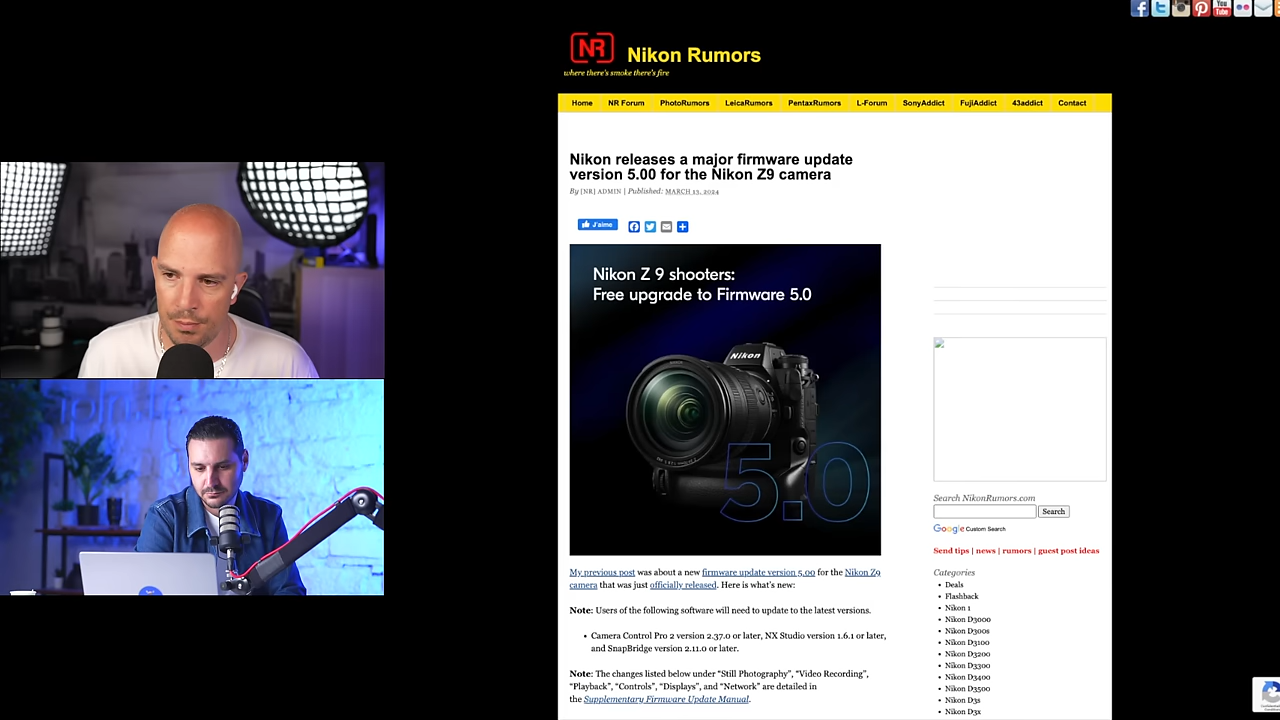 NR
Nikon Rumors
where there's smoke there's fire
Home NR Forum PhotoRumors LeicaRumors PentaxRumors L-Forum SonyAddict FujiAddict 43addict Contact
Nikon releases a major firmware update
version 5.00 for the Nikon Z9 camera
By [NR] ADMIN | Published: MARCH 13, 2024
J'aime
Nikon Z 9 shooters:
Free upgrade to Firmware 5.0
Nikon
5.0
My previous post was about a new firmware update version 5.00 for the Nikon Z9
camera that was just officially released. Here is what's new:
Note: Users of the following software will need to update to the latest versions.
• Camera Control Pro 2 version 2.37.0 or later, NX Studio version 1.6.1 or later,
and SnapBridge version 2.11.0 or later.
Note: The changes listed below under “Still Photography”, “Video Recording”,
“Playback”, “Controls”, “Displays”, and “Network” are detailed in
the Supplementary Firmware Update Manual.
You
Tube
Search NikonRumors.com
Search
Google Custom Search
Send tips | news | rumors | guest post ideas
Categories
• Deals
• Flashback
• Nikon 1
• Nikon D3000
• Nikon D300s
• Nikon D3100
• Nikon D3200
• Nikon D3300
• Nikon D3400
• Nikon D3500
• Nikon D3s
• Nikon D3x